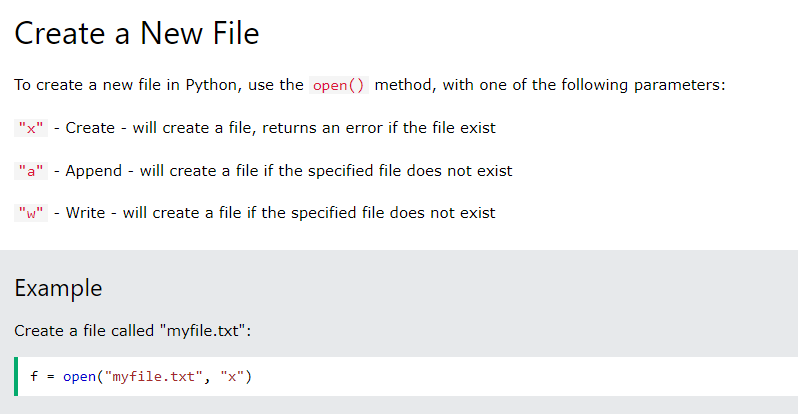 Create a New File
To create a new file in Python, use the open() method, with one of the following parameters:
"x" - Create - will create a file, returns an error if the file exist
"a" - Append - will create a file if the specified file does not exist
"w" - Write - will create a file if the specified file does not exist
Example
Create a file called "myfile.txt":
f = open("myfile.txt", "x")